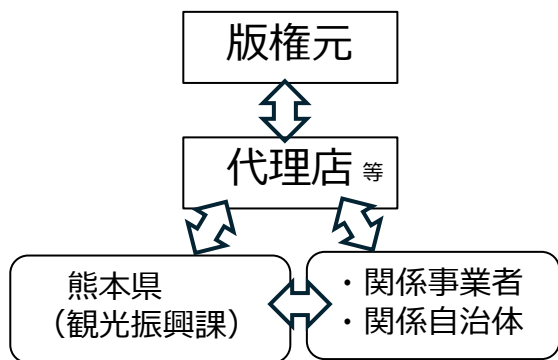 版権元
代理店 等
熊本県
（観光振興課）
・関係事業者
・関係自治体